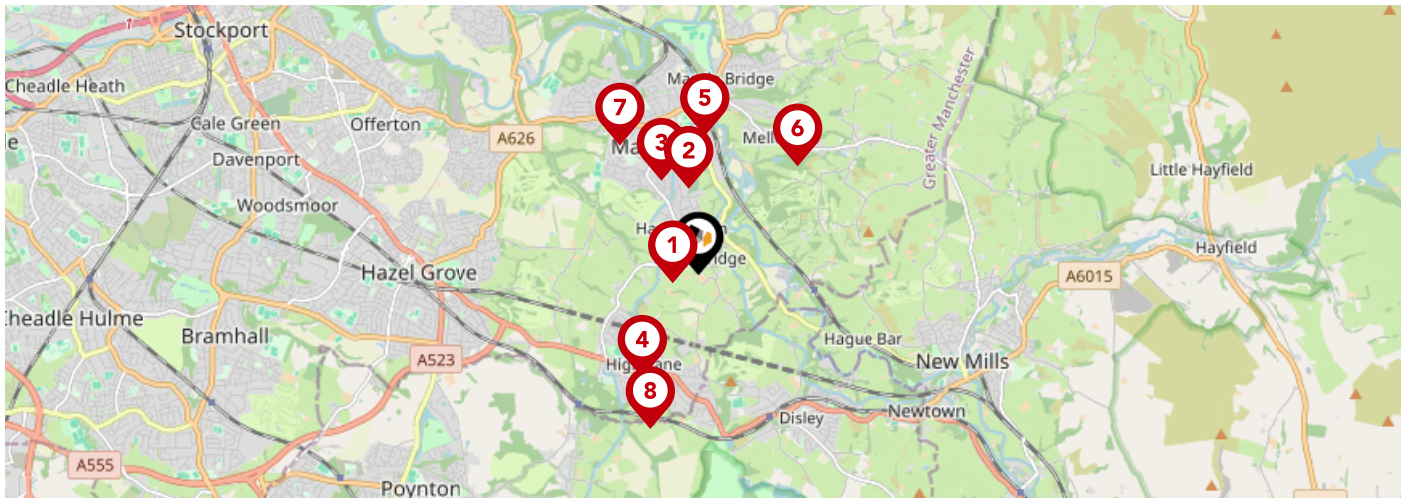 1
Stockport
Cheadle Heath
Cale Green
Offerton
A626
Davenport
Woodsmoor
7
5
3
2
6
Greater Manchester
Little Hayfield
Hayfield
A6015
1
Hazel Grove
Cheadle Hulme
Bramhall
A523
4
8
Hague Bar
New Mills
Newtown
Disley
A555
Poynton